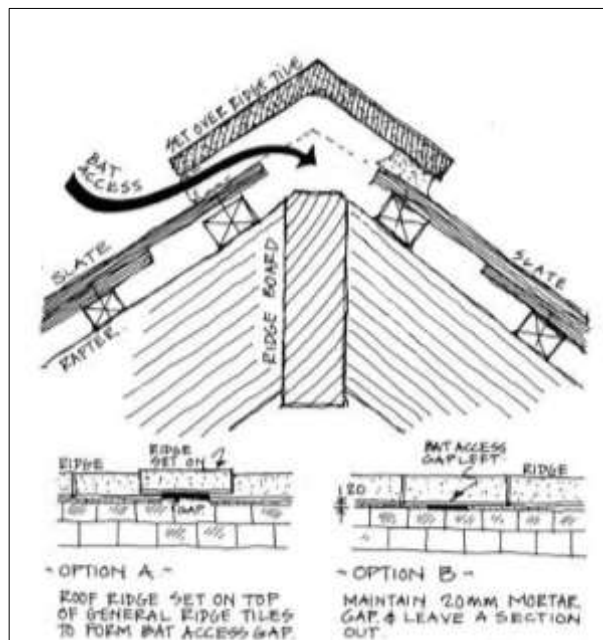 SET OVER RIDGE TILE
BAT
ACCESS
SLATE
RAFTER
RIDGE BOARD
SLATE
RIDGE
RIDGE
SET ON
GAP
- OPTION A -
ROOF RIDGE SET ON TOP
OF GENERAL RIDGE TILES
TO FORM BAT ACCESS GAP
BAT ACCESS
GAP LEFT
RIDGE
20
- OPTION B -
MAINTAIN 20MM MORTAR
GAP & LEAVE A SECTION
OUT.